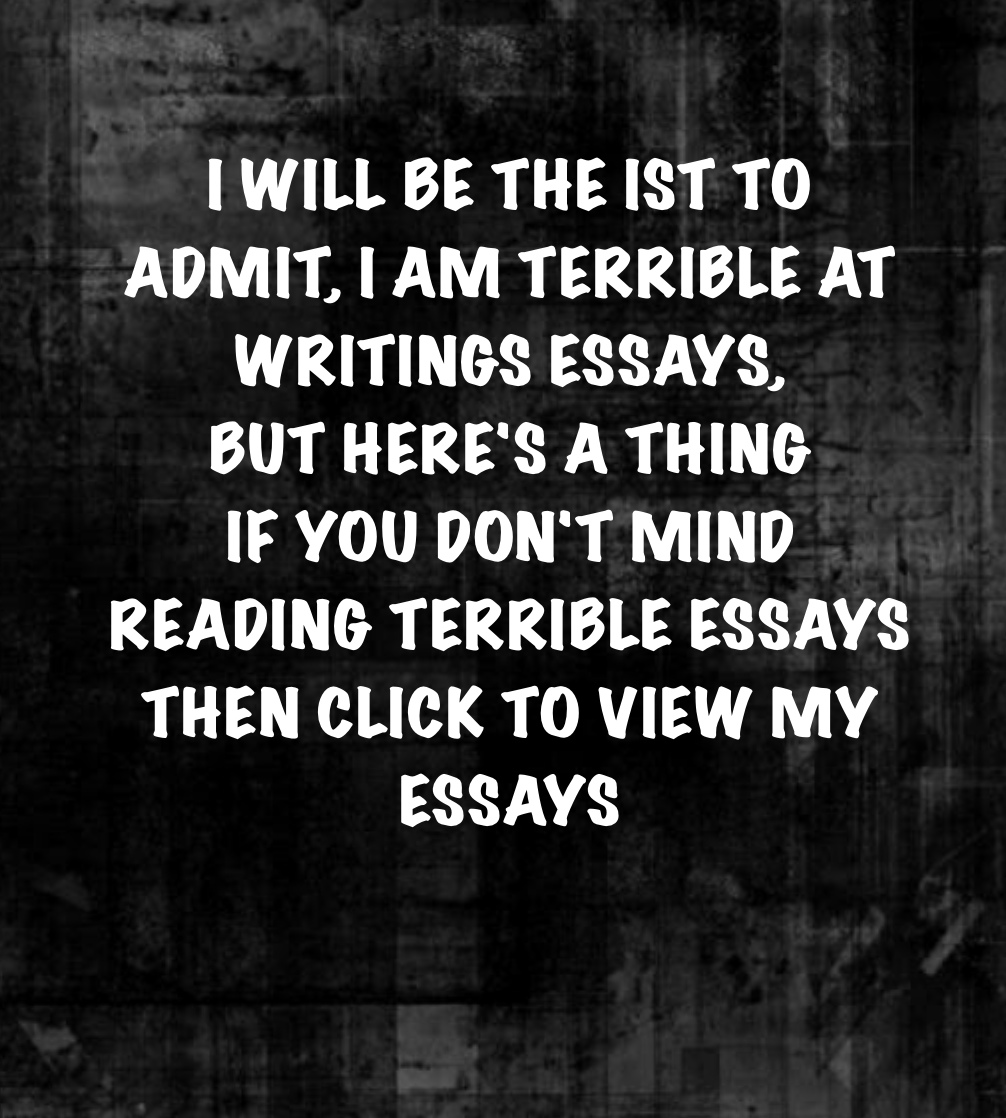 I WILL BE THE IST TO
ADMIT, I AM TERRIBLE AT
WRITINGS ESSAYS,
BUT HERE'S A THING
IF YOU DON'T MIND
READING TERRIBLE ESSAYS
THEN CLICK TO VIEW MY
ESSAYS